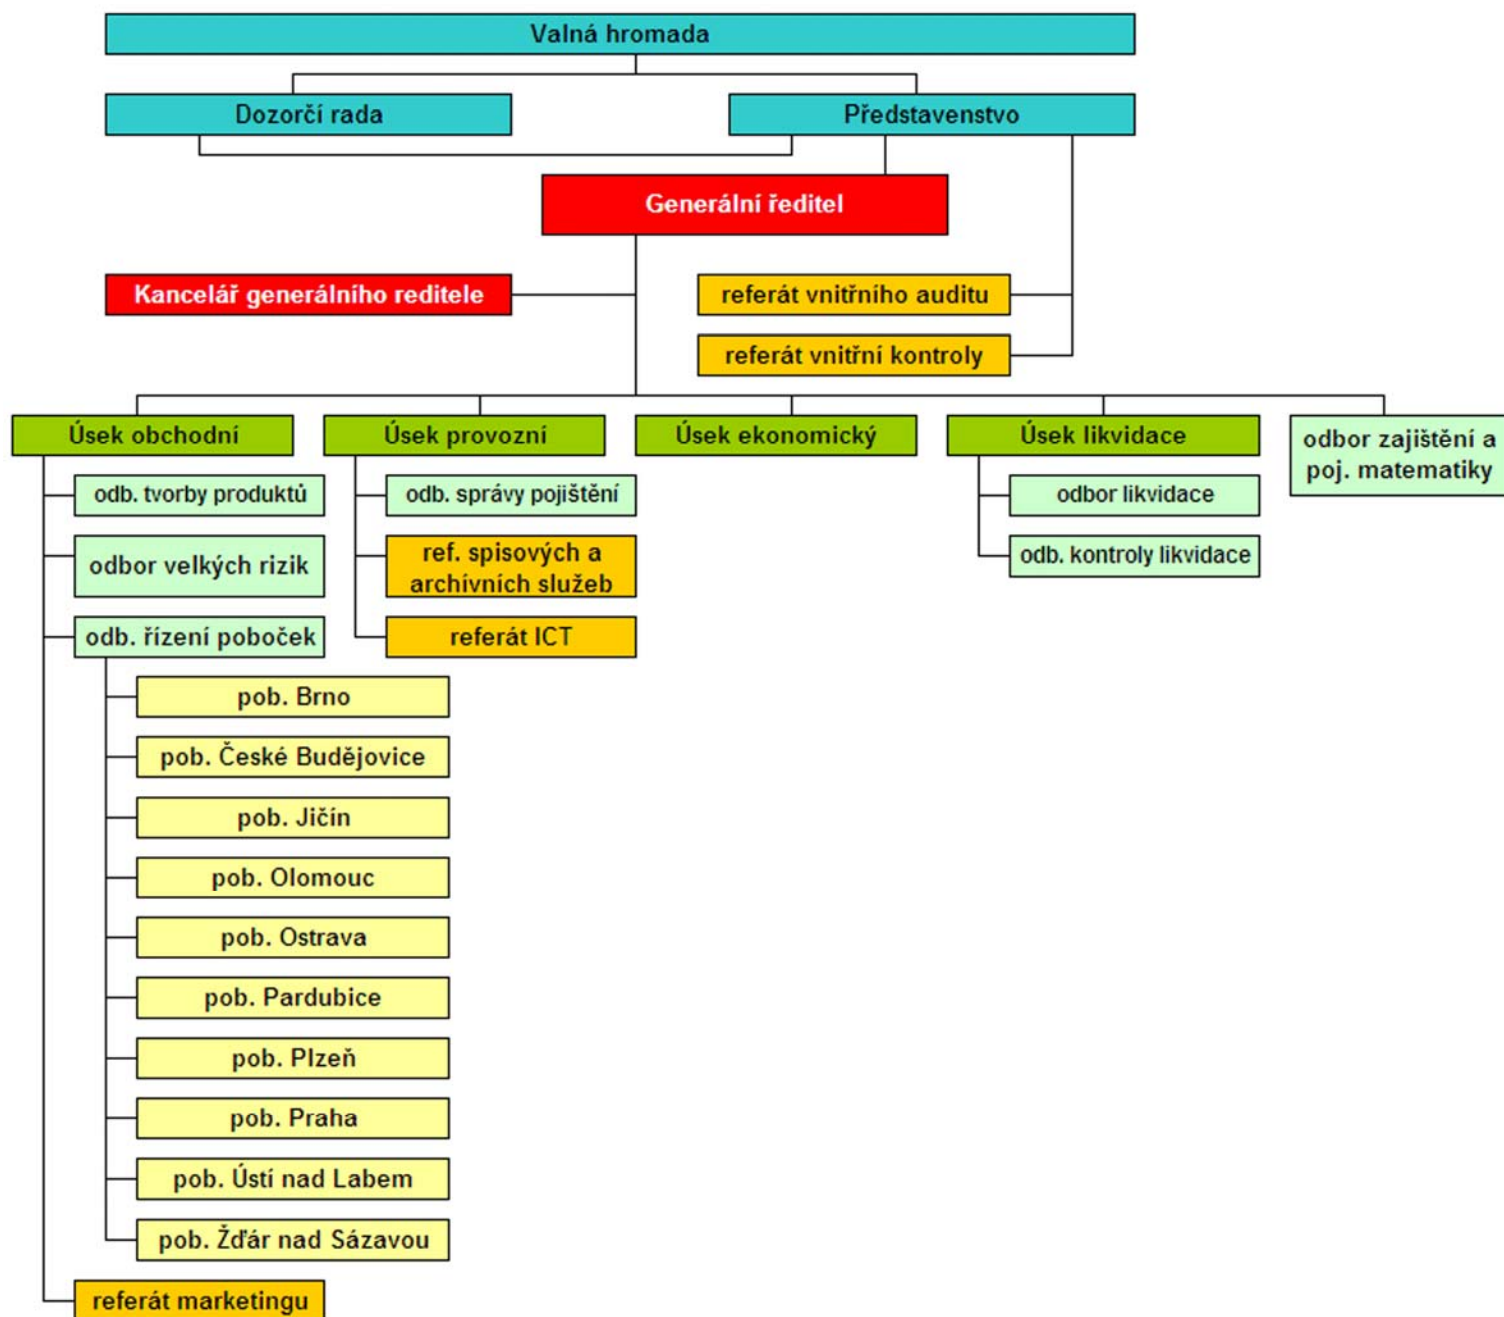 Valná hromada
Dozorčí rada
Představenstvo
Generální ředitel
Kancelář generálního reditele
referát vnitřního auditu
referát vnitřní kontroly
Úsek obchodní
Úsek provozní
Úsek ekonomický
Úsek likvidace
odbor zajištění a
poj. matematiky
odb. tvorby produktů
odb. správy pojištění
odbor likvidace
odbor velkých rizik
ref. spisových a
archivních služeb
odb. kontroly likvidace
odb. řízení poboček
referát ICT
pob. Brno
pob. České Budějovice
pob. Jičín
pob. Olomouc
pob. Ostrava
pob. Pardubice
pob. Plzeň
pob. Praha
pob. Ústí nad Labem
pob. Žďár nad Sázavou
referát marketingu